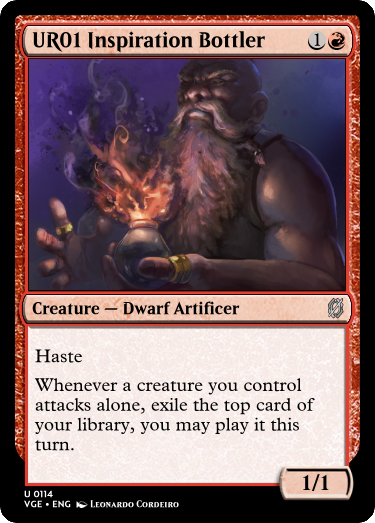 UR01 Inspiration Bottler 1
Creature — Dwarf Artificer
Haste
Whenever a creature you control
attacks alone, exile the top card of
your library, you may play it this
turn.
1/1
U 0114
VGE • ENG Leonardo Cordeiro